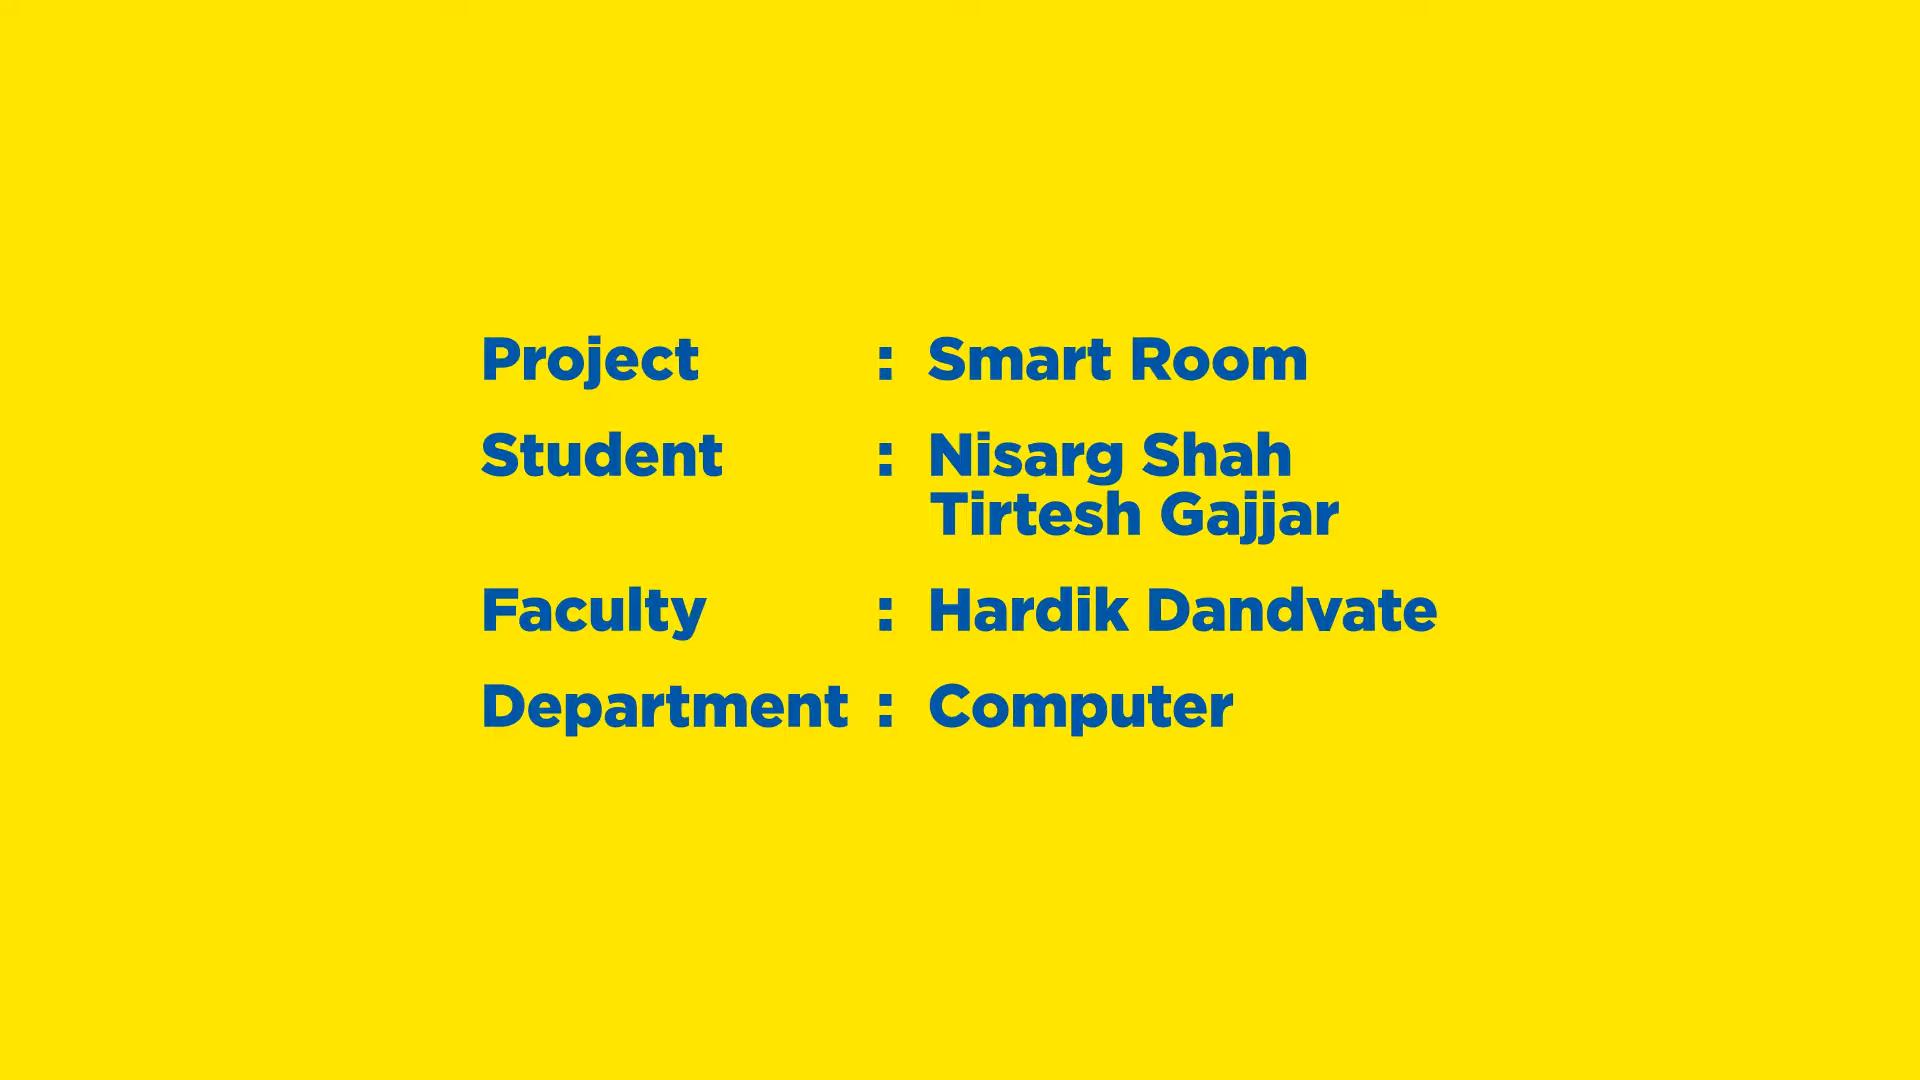 Project : Smart Room
Student : Nisarg Shah
Tirtesh Gajjar
Faculty : Hardik Dandvate
Department : Computer